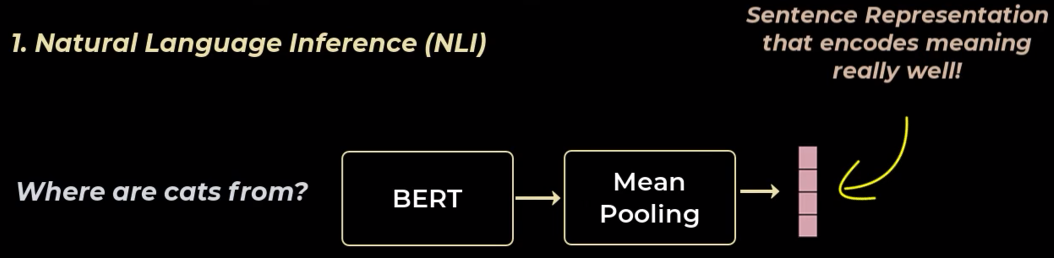 1. Natural Language Inference (NLI)
Sentence Representation
that encodes meaning
really well!
Where are cats from?
BERT
Mean
Pooling